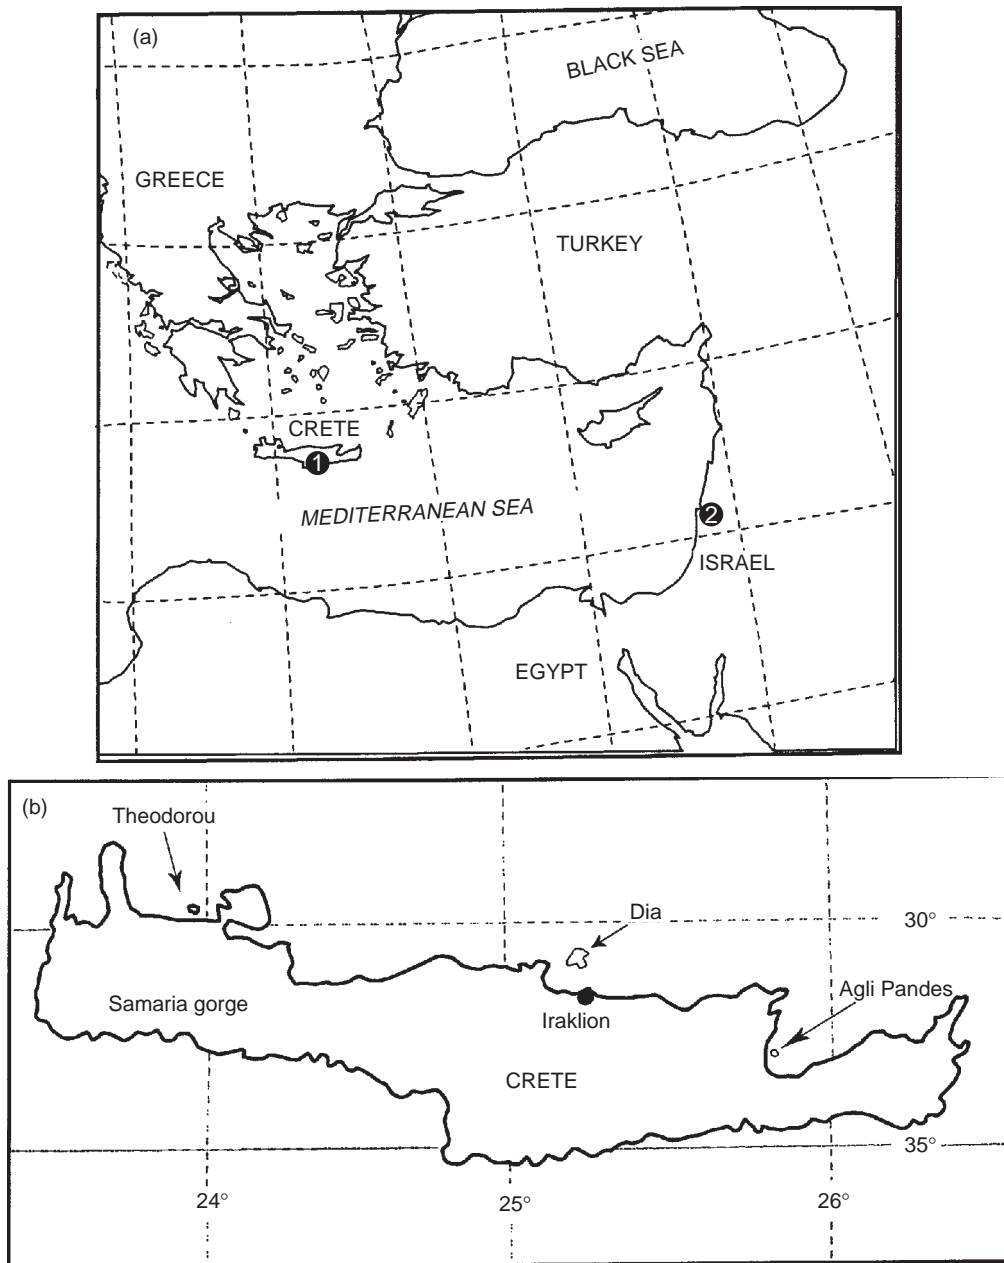 (a)
BLACK SEA
GREECE
TURKEY
CRETE
1
MEDITERRANEAN SEA
2
ISRAEL
EGYPT
(b)
Theodorou
Dia
30°
Agli Pandes
Samaria gorge
Iraklion
CRETE
35°
24°
25°
26°